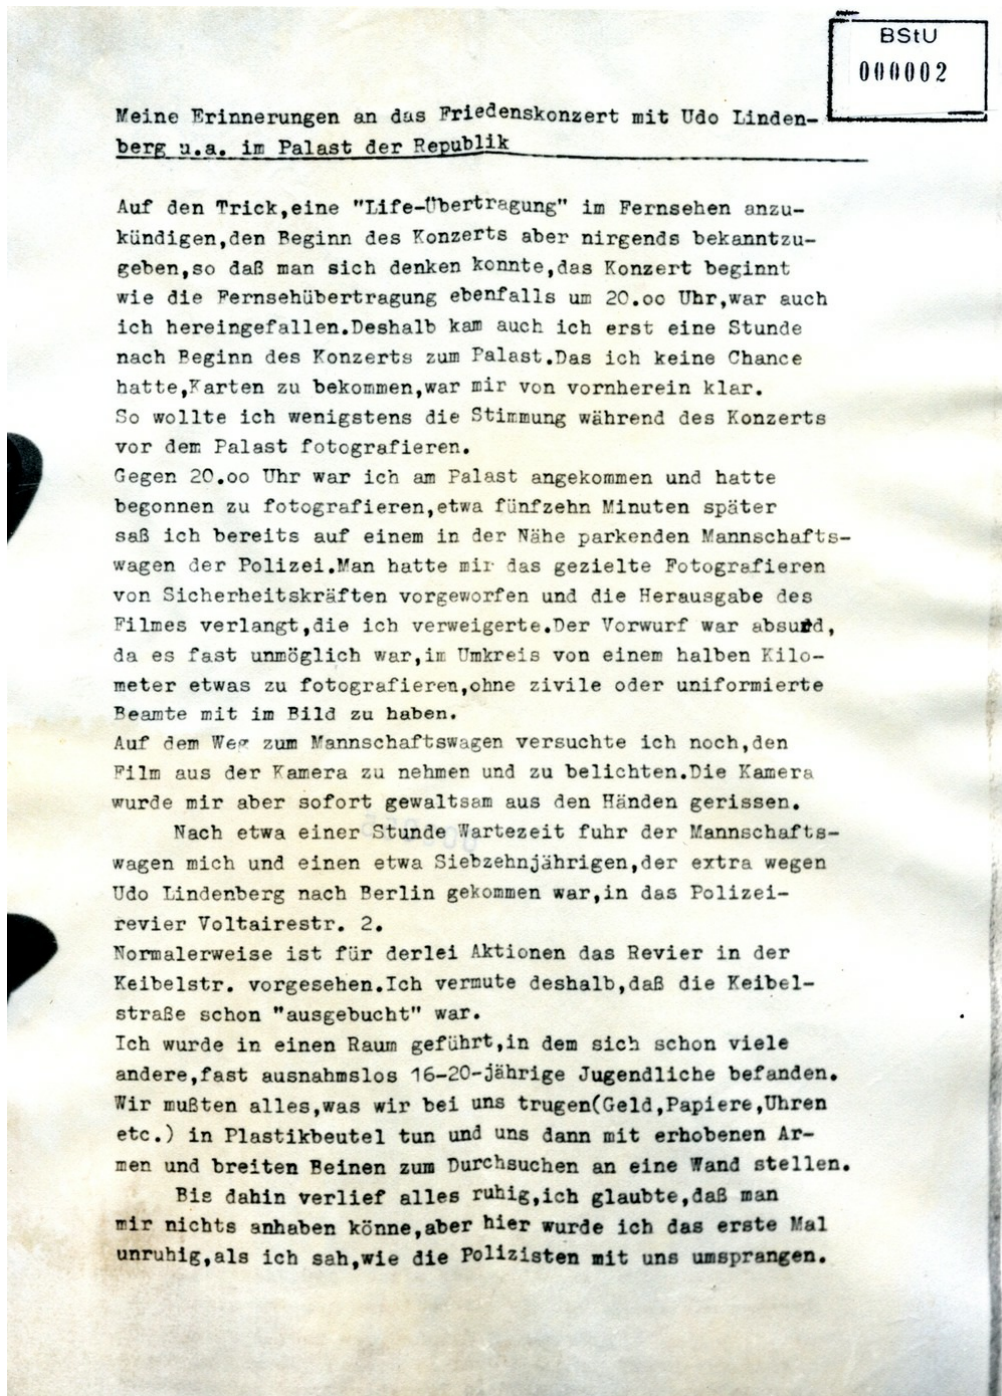 BStU
000002
Meine Erinnerungen an das Friedenskonzert mit Udo Linden-
berg u.a. im Palast der Republik
Auf den Trick,eine "Life-Übertragung" im Fernsehen anzu-
kündigen,den Beginn des Konzerts aber nirgends bekanntzu-
geben,so daß man sich denken konnte,das Konzert beginnt
wie die Fernsehübertragung ebenfalls um 20.oo Uhr,war auch
ich hereingefallen.Deshalb kam auch ich erst eine Stunde
nach Beginn des Konzerts zum Palast.Das ich keine Chance
hatte,Karten zu bekommen,war mir von vornherein klar.
So wollte ich wenigstens die Stimmung während des Konzerts
vor dem Palast fotografieren.
Gegen 20.oo Uhr war ich am Palast angekommen und hatte
begonnen zu fotografieren,etwa fünfzehn Minuten später
saß ich bereits auf einem in der Nähe parkenden Mannschafts-
wagen der Polizei.Man hatte mir das gezielte Fotografieren
von Sicherheitskräften vorgeworfen und die Herausgabe des
Filmes verlangt,die ich verweigerte.Der Vorwurf war absurd,
da es fast unmöglich war,im Umkreis von einem halben Kilo-
meter etwas zu fotografieren,ohne zivile oder uniformierte
Beamte mit im Bild zu haben.
Auf dem Weg zum Mannschaftswagen versuchte ich noch,den
Film aus der Kamera zu nehmen und zu belichten.Die Kamera
wurde mir aber sofort gewaltsam aus den Händen gerissen.
Nach etwa einer Stunde Wartezeit fuhr der Mannschafts-
wagen mich und einen etwa Siebzehnjährigen,der extra wegen
Udo Lindenberg nach Berlin gekommen war,in das Polizei-
revier Voltairestr. 2.
Normalerweise ist für derlei Aktionen das Revier in der
Keibelstr. vorgesehen.Ich vermute deshalb,daß die Keibel-
straße schon "ausgebucht" war.
Ich wurde in einen Raum geführt,in dem sich schon viele
andere,fast ausnahmslos 16-20-jährige Jugendliche befanden.
Wir mußten alles,was wir bei uns trugen(Geld,Papiere,Uhren
etc.) in Plastikbeutel tun und uns dann mit erhobenen Ar-
men und breiten Beinen zum Durchsuchen an eine Wand stellen.
Bis dahin verlief alles ruhig,ich glaubte,daß man
mir nichts anhaben könne,aber hier wurde ich das erste Mal
unruhig,als ich sah,wie die Polizisten mit uns umsprangen.